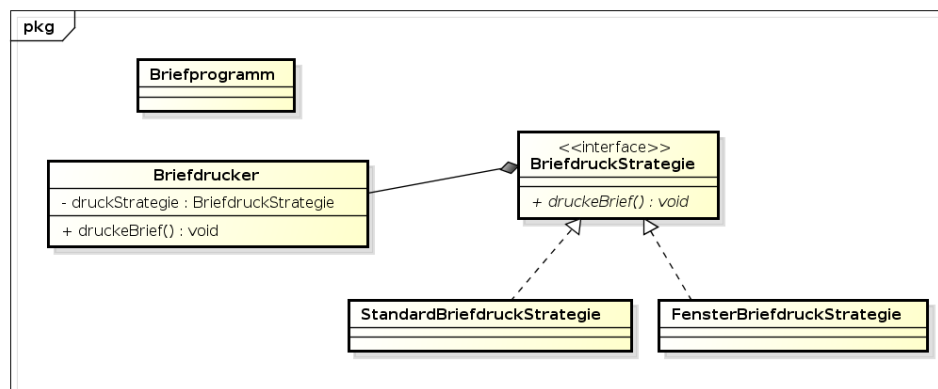 pkg
Briefprogramm
Briefdrucker
- druckStrategie : BriefdruckStrategie
+ druckeBrief() : void
<<interface>>
BriefdruckStrategie
+ druckeBrief() : void
StandardBriefdruckStrategie
FensterBriefdruckStrategie